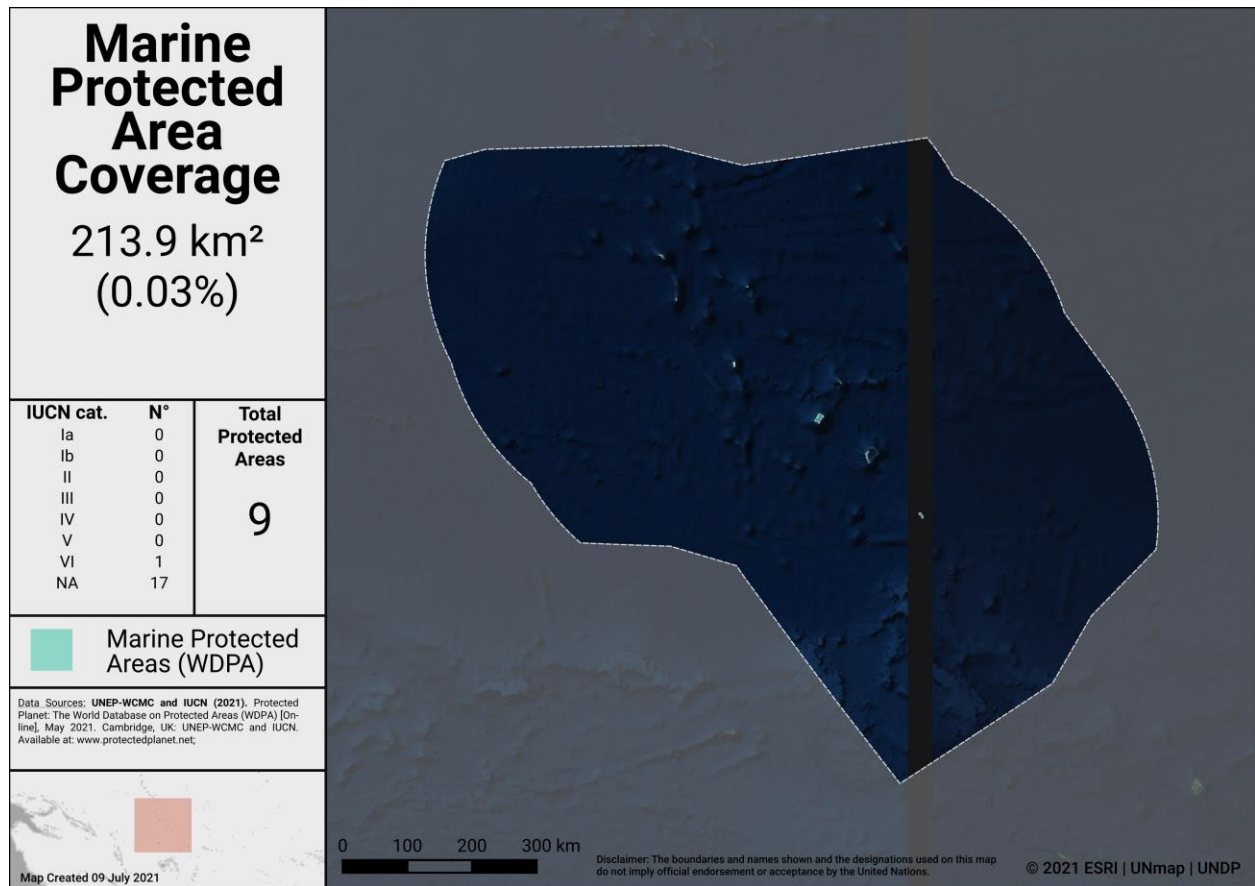 Marine
Protected
Area
Coverage
213.9 km²
(0.03%)
IUCN cat. N°
Ia 0
Ib 0
II 0
III 0
IV 0
V 0
VI 1
NA 17
Total
Protected
Areas
9
Marine Protected
Areas (WDPA)
Data Sources: UNEP-WCMC and IUCN (2021). Protected
Planet: The World Database on Protected Areas (WDPA) [On-
line], May 2021. Cambridge, UK: UNEP-WCMC and IUCN.
Available at: www.protectedplanet.net;
Map Created 09 July 2021
0 100 200 300 km
Disclaimer: The boundaries and names shown and the designations used on this map
do not imply official endorsement or acceptance by the United Nations.
© 2021 ESRI | UNmap | UNDP